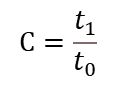 C = t₁/t₀